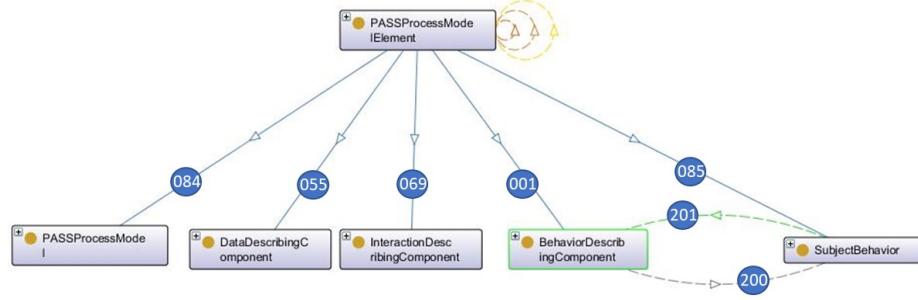 PASSProcessMode
lElement
084
055
069
001
085
201
PASSProcessMode
l
DataDescribingC
omponent
InteractionDesc
ribingComponent
BehaviorDescrib
ingComponent
SubjectBehavior
200